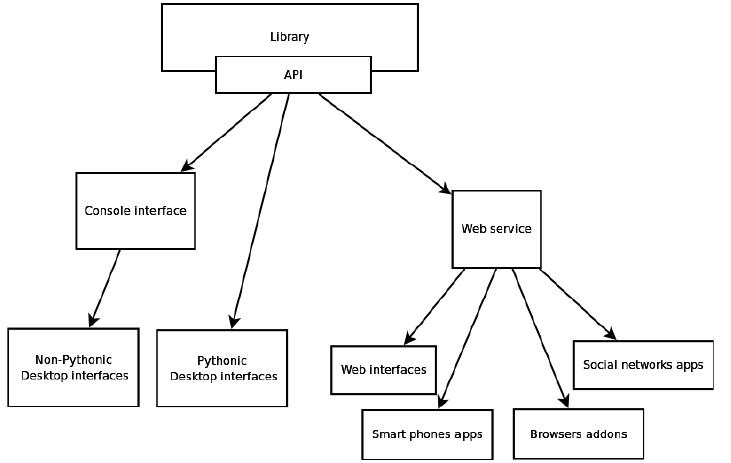 Library
API
Console interface
Web service
Non-Pythonic
Desktop interfaces
Pythonic
Desktop interfaces
Web interfaces
Social networks apps
Smart phones apps
Browsers addons